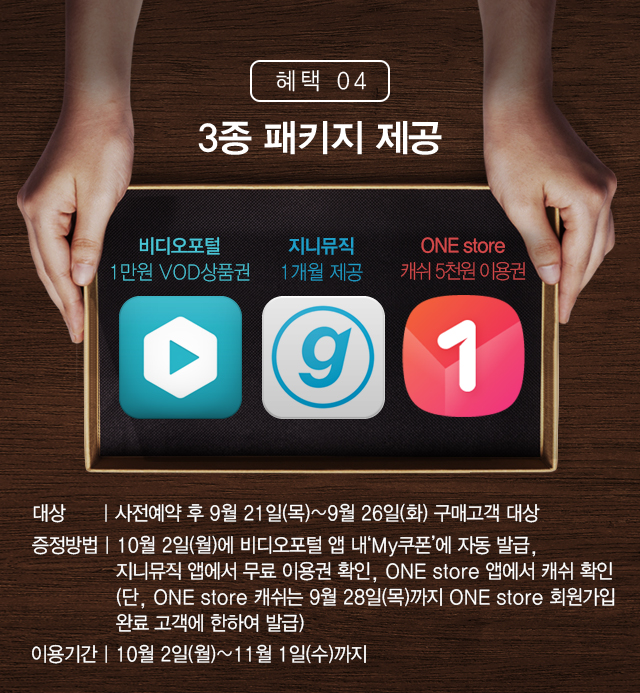 혜택 04
3종 패키지 제공
비디오포털
1만원 VOD상품권
지니뮤직
1개월 제공
ONE store
캐쉬 5천원 이용권
g
1
대상 | 사전예약 후 9월 21일(목)~9월 26일(화) 구매고객 대상
증정방법 | 10월 2일(월)에 비디오포털 앱 내‘My쿠폰’에 자동 발급,
지니뮤직 앱에서 무료 이용권 확인, ONE store 앱에서 캐쉬 확인
(단, ONE store 캐쉬는 9월 28일(목)까지 ONE store 회원가입
완료 고객에 한하여 발급)
이용기간 | 10월 2일(월)~11월 1일(수)까지